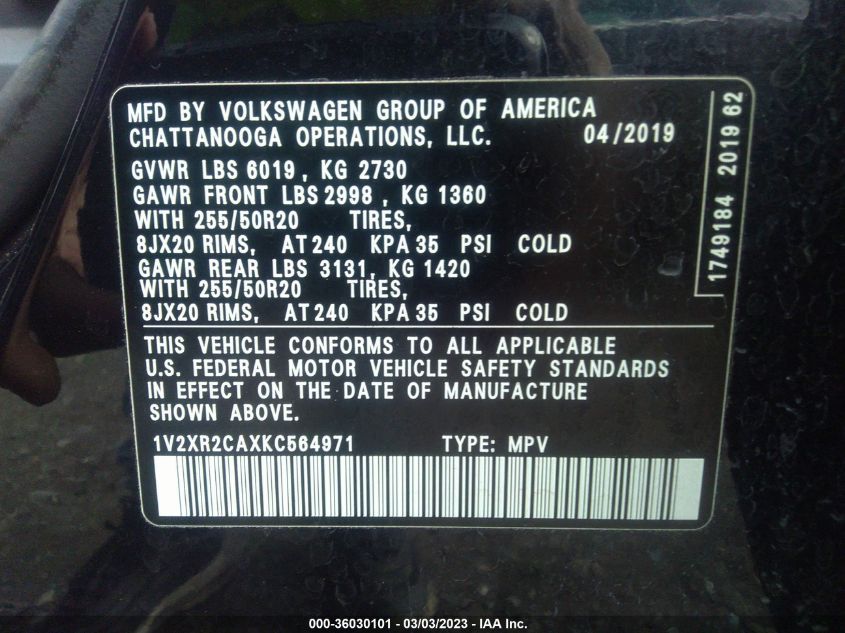 MFD BY VOLKSWAGEN GROUP OF AMERICA
CHATTANOOGA OPERATIONS, LLC. 04/2019
GVWR LBS 6019, KG 2730
GAWR FRONT LBS 2998, KG 1360
WITH 255/50R20 TIRES,
8JX20 RIMS, AT 240 KPA 35 PSI COLD
GAWR REAR LBS 3131, KG 1420
WITH 255/50R20 TIRES,
8JX20 RIMS, AT 240 KPA 35 PSI COLD
THIS VEHICLE CONFORMS TO ALL APPLICABLE
U.S. FEDERAL MOTOR VEHICLE SAFETY STANDARDS
IN EFFECT ON THE DATE OF MANUFACTURE
SHOWN ABOVE.
1V2XR2CAXKC564971 TYPE: MPV
1749184 2019 62
000-36030101 - 03/03/2023 - IAA Inc.